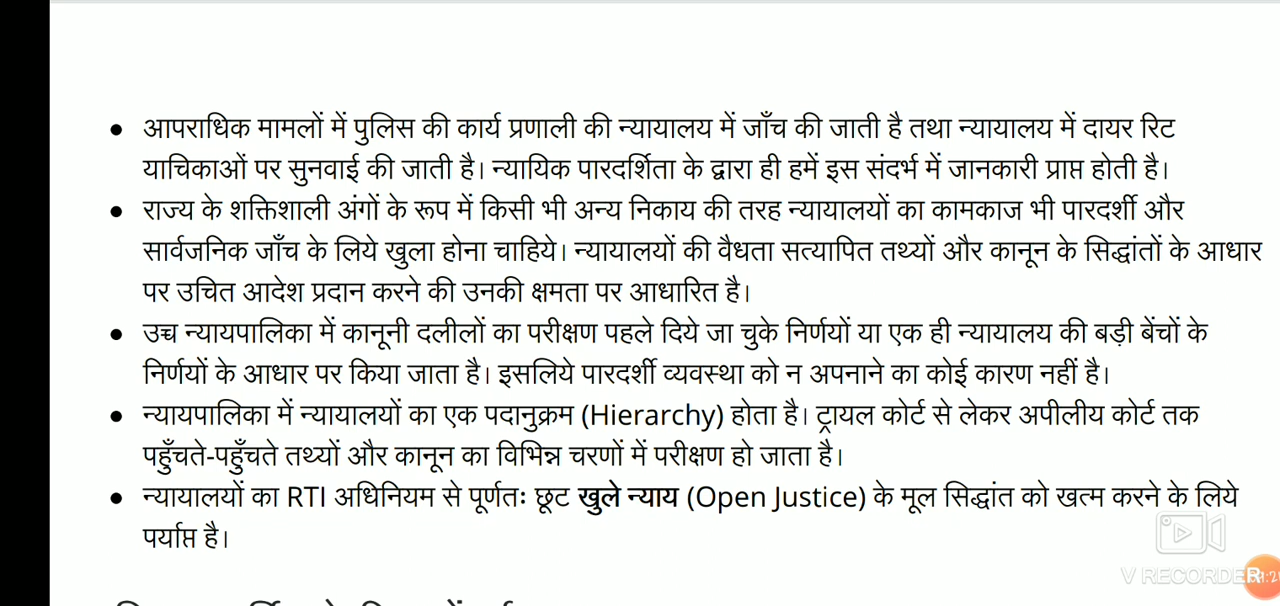 • आपराधिक मामलों में पुलिस की कार्य प्रणाली की न्यायालय में जाँच की जाती है तथा न्यायालय में दायर रिट
याचिकाओं पर सुनवाई की जाती है। न्यायिक पारदर्शिता के द्वारा ही हमें इस संदर्भ में जानकारी प्राप्त होती है।
• राज्य के शक्तिशाली अंगों के रूप में किसी भी अन्य निकाय की तरह न्यायालयों का कामकाज भी पारदर्शी और
सार्वजनिक जाँच के लिये खुला होना चाहिये। न्यायालयों की वैधता सत्यापित तथ्यों और कानून के सिद्धांतों के आधार
पर उचित आदेश प्रदान करने की उनकी क्षमता पर आधारित है।
• उच्च न्यायपालिका में कानूनी दलीलों का परीक्षण पहले दिये जा चुके निर्णयों या एक ही न्यायालय की बड़ी बेंचों के
निर्णयों के आधार पर किया जाता है। इसलिये पारदर्शी व्यवस्था को न अपनाने का कोई कारण नहीं है।
• न्यायपालिका में न्यायालयों का एक पदानुक्रम (Hierarchy) होता है। ट्रायल कोर्ट से लेकर अपीलीय कोर्ट तक
पहुँचते-पहुँचते तथ्यों और कानून का विभिन्न चरणों में परीक्षण हो जाता है।
• न्यायालयों का RTI अधिनियम से पूर्णतः छूट खुले न्याय (Open Justice) के मूल सिद्धांत को खत्म करने के लिये
पर्याप्त है।
V RECORDER